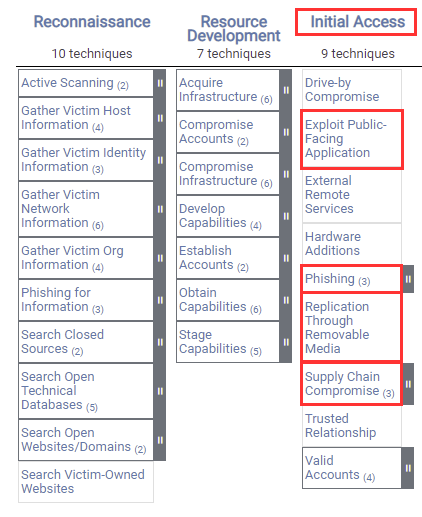 Reconnaissance
10 techniques
Active Scanning (2)
Gather Victim Host
Information (4)
Gather Victim Identity
Information (3)
Gather Victim
Network
Information (6)
Gather Victim Org
Information (4)
Phishing for
Information (3)
Search Closed
Sources (2)
Search Open
Technical
Databases (5)
Search Open
Websites/Domains (2)
Search Victim-Owned
Websites
Resource
Development
7 techniques
Acquire
Infrastructure (6)
Compromise
Accounts (2)
Compromise
Infrastructure (6)
Develop
Capabilities (4)
Establish
Accounts (2)
Obtain
Capabilities (6)
Stage
Capabilities (5)
Initial Access
9 techniques
Drive-by
Compromise
Exploit Public-
Facing
Application
External
Remote
Services
Hardware
Additions
Phishing (3)
Replication
Through
Removable
Media
Supply Chain
Compromise (3)
Trusted
Relationship
Valid
Accounts (4)